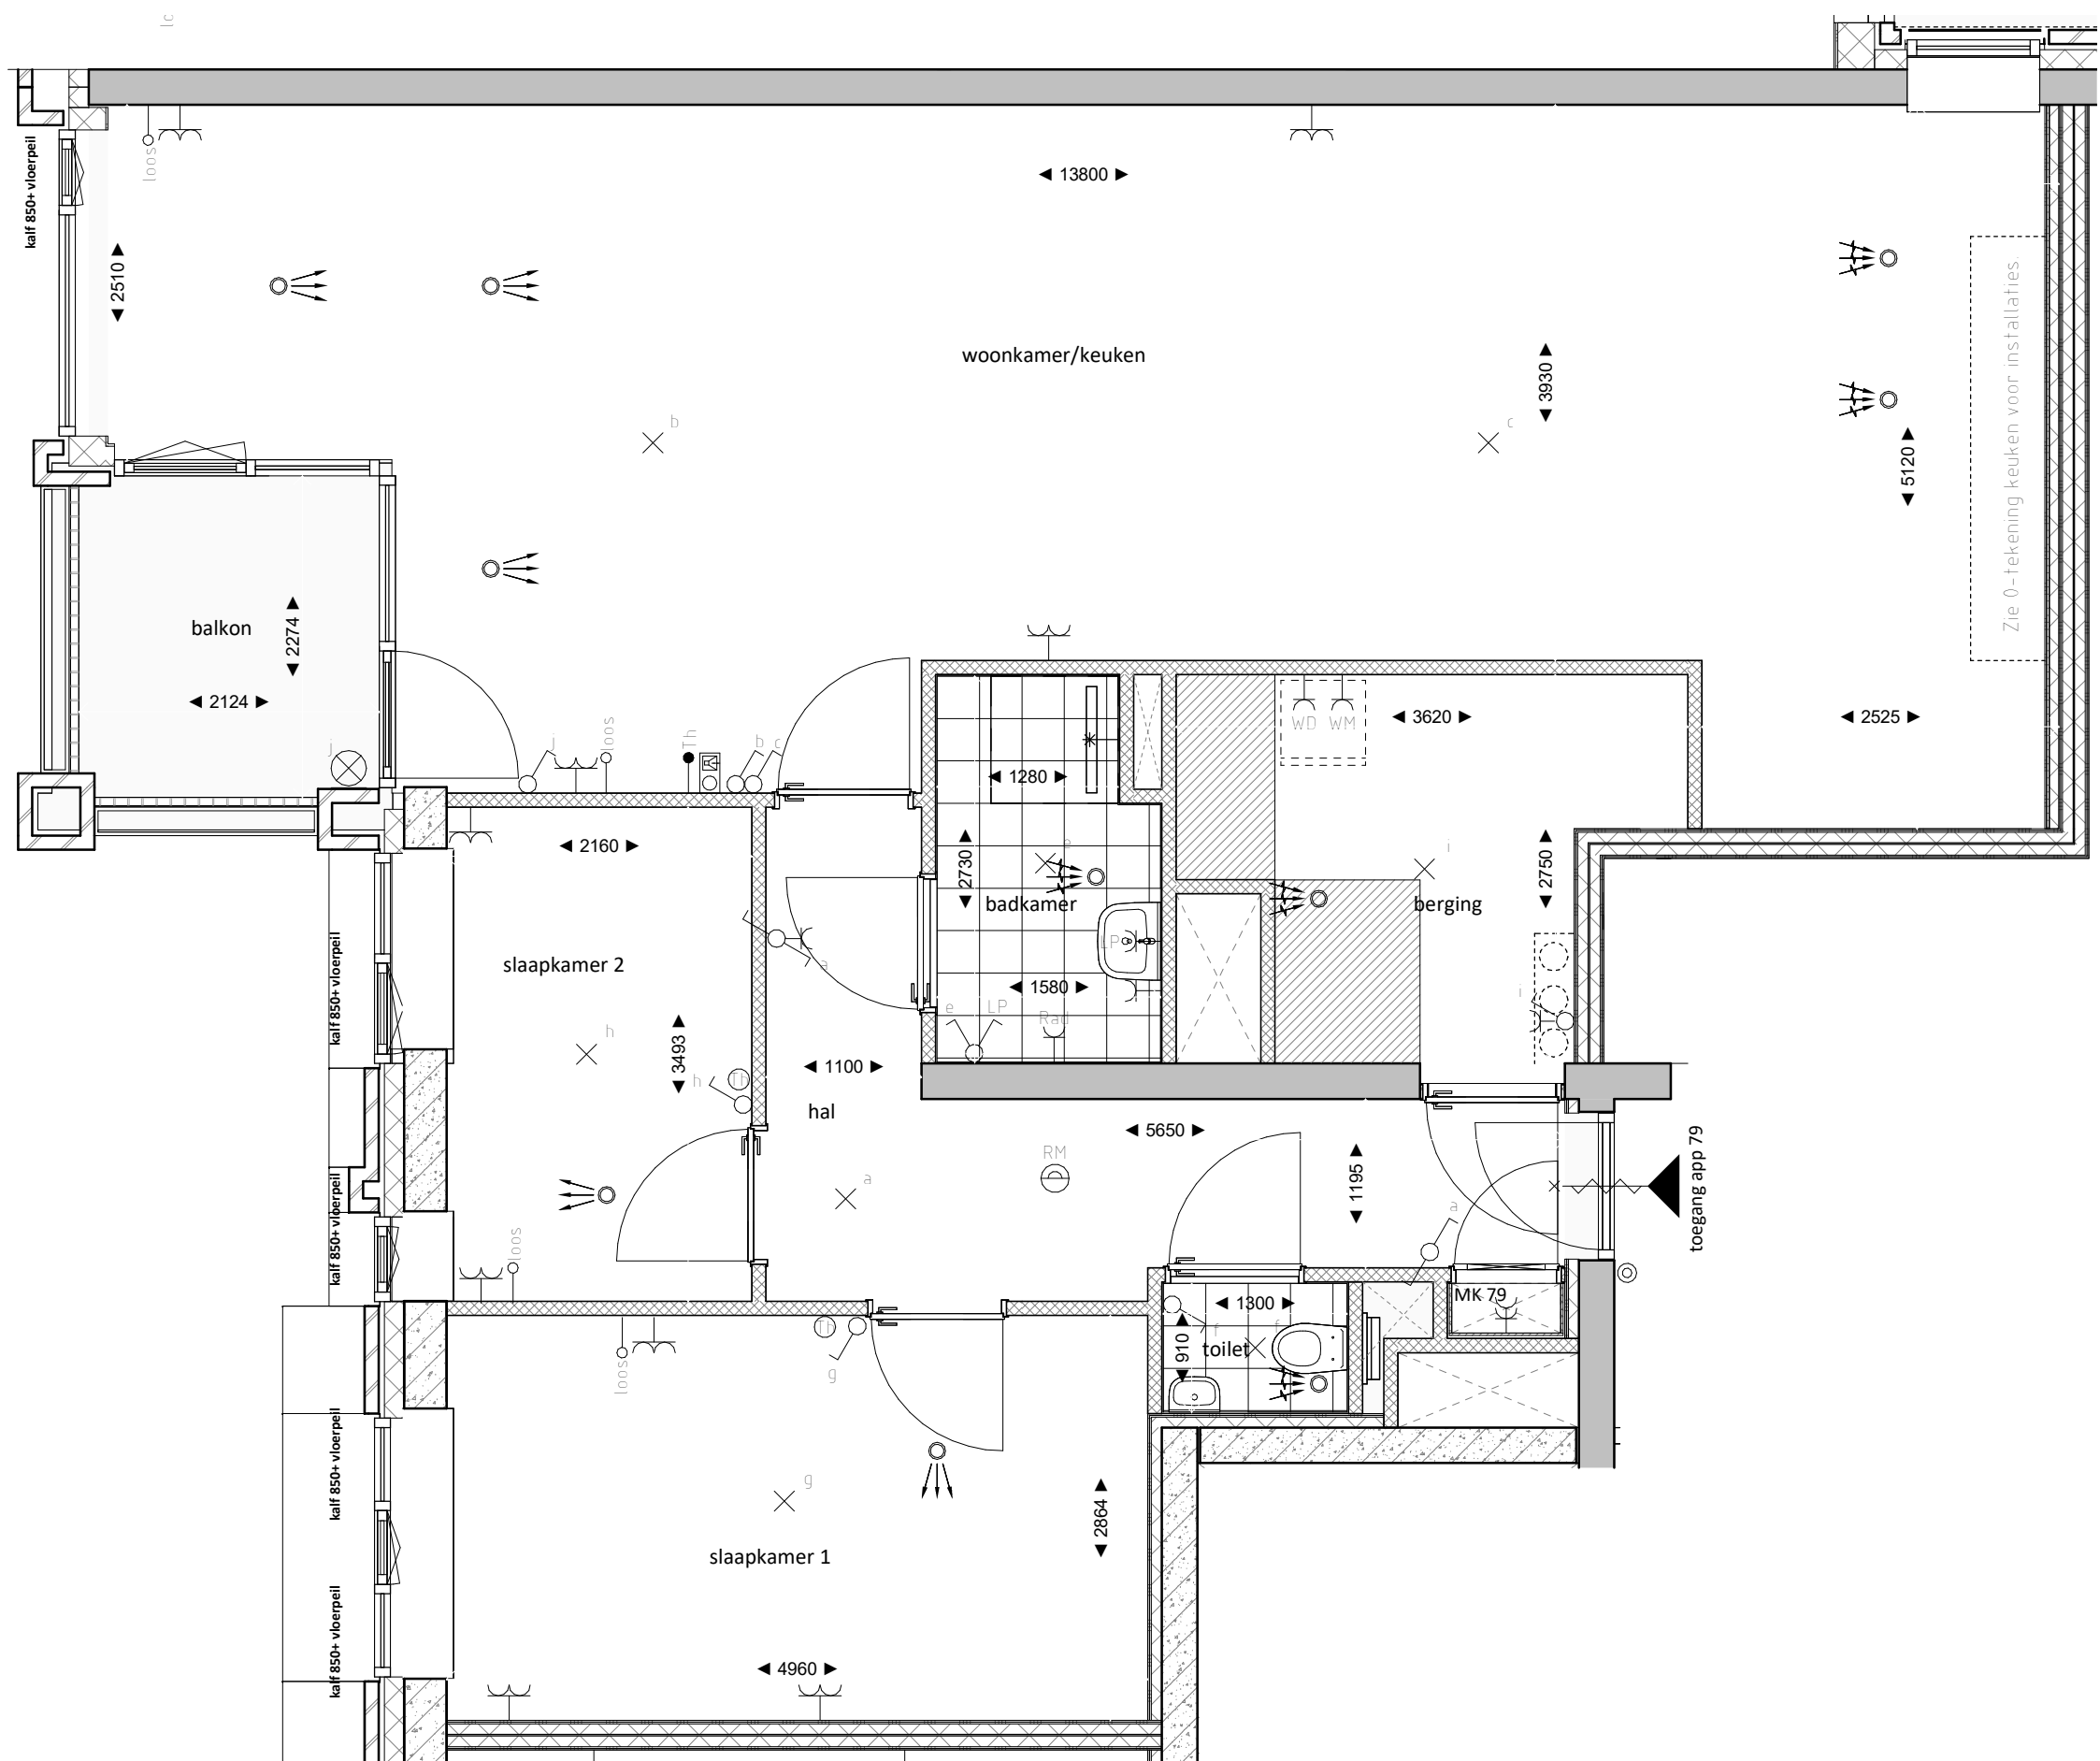 kalf 850+ vloerpeil
loos
13800
2510
woonkamer/keuken
3930
5120
Zie 0-tekening keuken voor installaties.
b
c
balkon
2274
2124
j
j
loos
Th
b
c
WD
WM
3620
2525
1280
2160
2730
e
badkamer
i
berging
2750
slaapkamer 2
a
LP
1580
e
LP
Rad
i
h
3493
h
Th
1100
hal
kalf 850+ vloerpeil
5650
RM
a
1195
a
toegang app 79
kalf 850+ vloerpeil
loos
MK 79
1300
f
f
910
toilet
Th
g
loos
g
2864
slaapkamer 1
kalf 850+ vloerpeil
kalf 850+ vloerpeil
4960